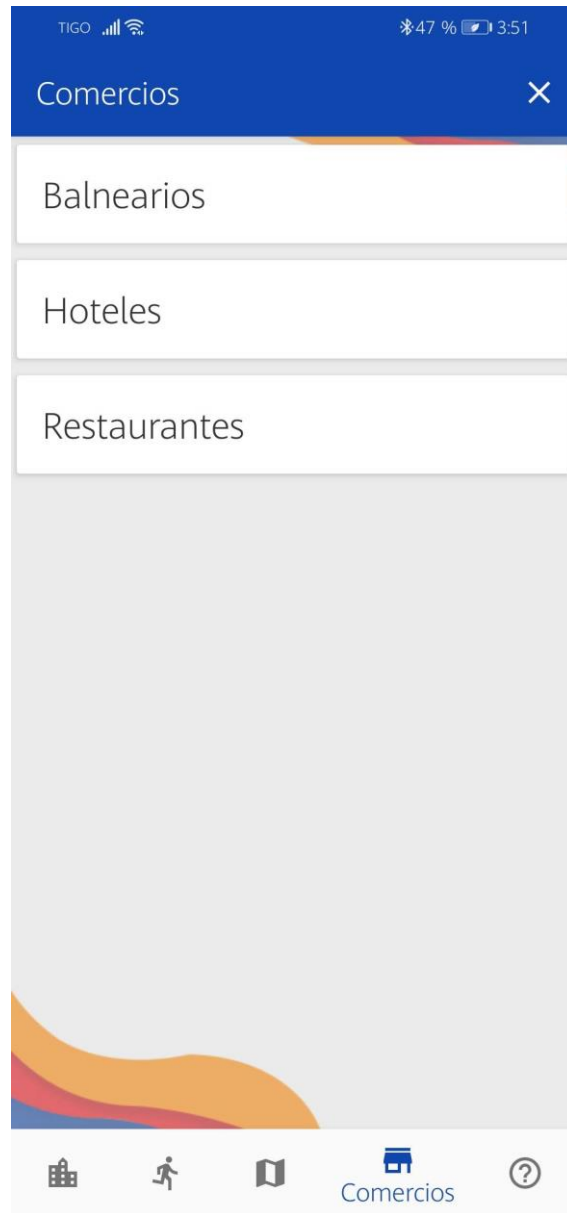 TIGO 47 % 3:51
Comercios
Balnearios
Hoteles
Restaurantes
Comercios